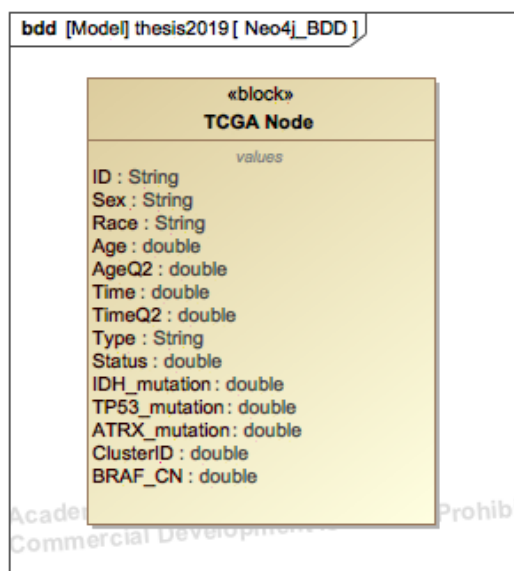 bdd [Model] thesis2019 [ Neo4j_BDD ]
«block»
TCGA Node
values
ID : String
Sex : String
Race : String
Age : double
AgeQ2 : double
Time : double
TimeQ2 : double
Type : String
Status : double
IDH_mutation : double
TP53_mutation : double
ATRX_mutation : double
ClusterID : double
BRAF_CN : double
Commercial